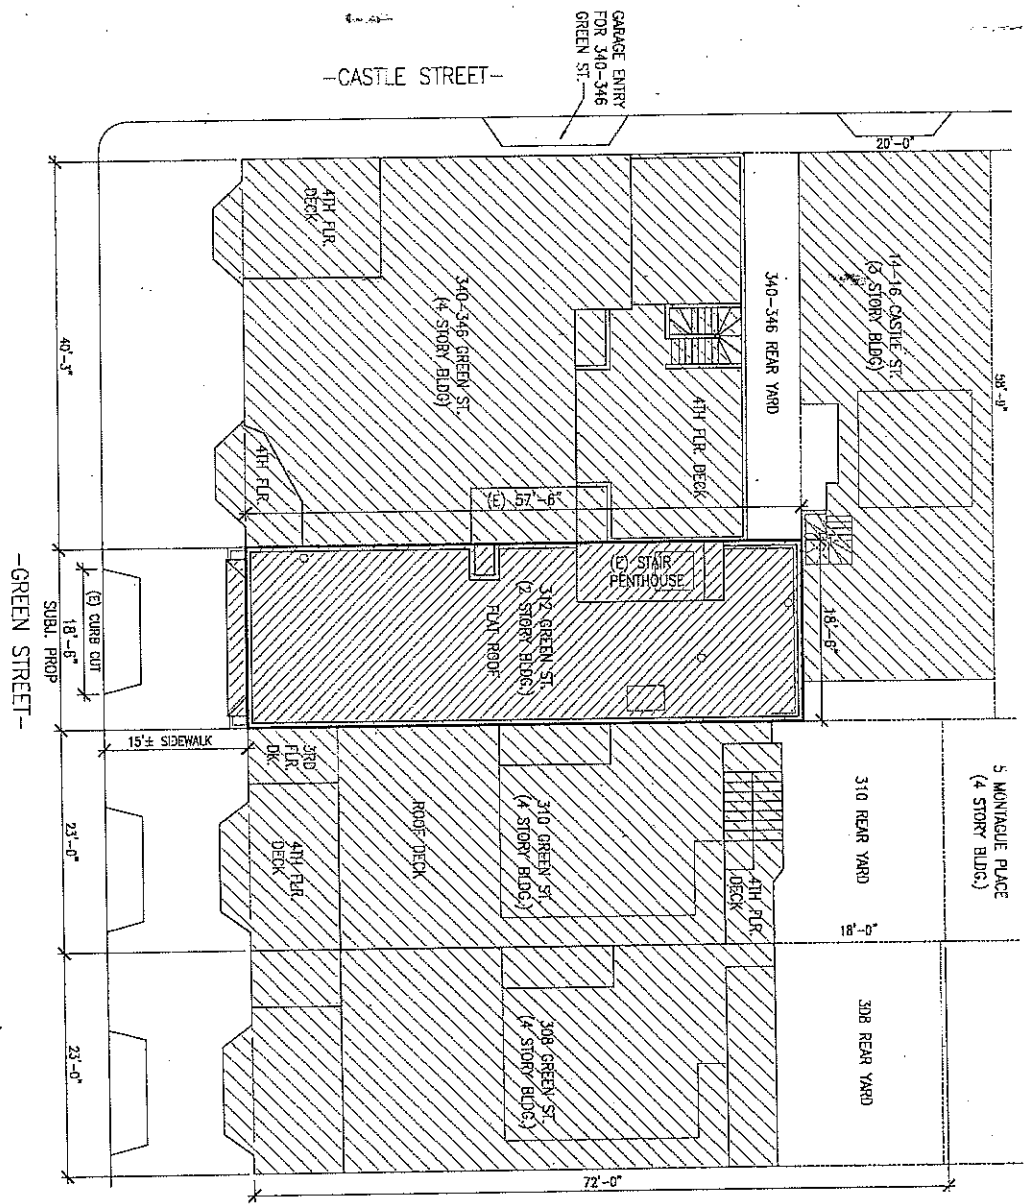 GARAGE ENTRY
FOR 340-346
GREEN ST.
-CASTLE STREET-
20'-0"
14-16 CASTLE ST.
(3 STORY BLDG)
58'-9"
340-346 REAR YARD
4TH FLR.
DECK
340-346 GREEN ST.
(4 STORY BLDG)
4TH FLR. DECK
4TH FLR.
40'-3"
(E) 57'-6"
(E) STAIR
PENTHOUSE
18'-6"
312 GREEN ST.
(2 STORY BLDG.)
FLAT ROOF
(E) CURB CUT
18'-6"
SUBJ. PROP
-GREEN STREET-
15'± SIDEWALK
3RD
FLR.
DK.
4TH FLR.
DECK
ROOF DECK
310 GREEN ST.
(4 STORY BLDG.)
4TH FLR.
DECK
310 REAR YARD
5 MONTAGUE PLACE
(4 STORY BLDG.)
23'-0"
18'-0"
308 GREEN ST.
(4 STORY BLDG.)
308 REAR YARD
23'-0"
72'-0"